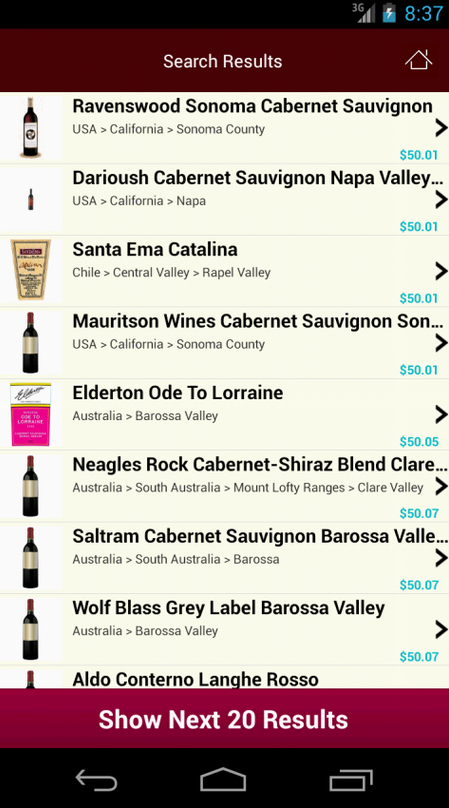 3G 8:37
Search Results
Ravenswood Sonoma Cabernet Sauvignon
USA > California > Sonoma County
$50.01
Darioush Cabernet Sauvignon Napa Valley...
USA > California > Napa
$50.01
Santa Ema Catalina
Chile > Central Valley > Rapel Valley
$50.01
Mauritson Wines Cabernet Sauvignon Son...
USA > California > Sonoma County
$50.01
Elderton Ode To Lorraine
Australia > Barossa Valley
ODE TO
LORRAINE
$50.05
Neagles Rock Cabernet-Shiraz Blend Clare...
Australia > South Australia > Mount Lofty Ranges > Clare Valley
$50.07
Saltram Cabernet Sauvignon Barossa Valle...
Australia > South Australia > Barossa
$50.07
Wolf Blass Grey Label Barossa Valley
Australia > Barossa Valley
$50.07
Aldo Conterno Langhe Rosso
Show Next 20 Results